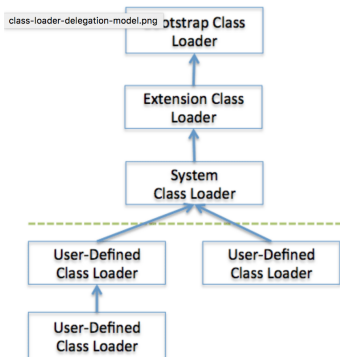 class-loader-delegation-model.png
otstrap Class
Loader
Extension Class
Loader
System
Class Loader
User-Defined
Class Loader
User-Defined
Class Loader
User-Defined
Class Loader